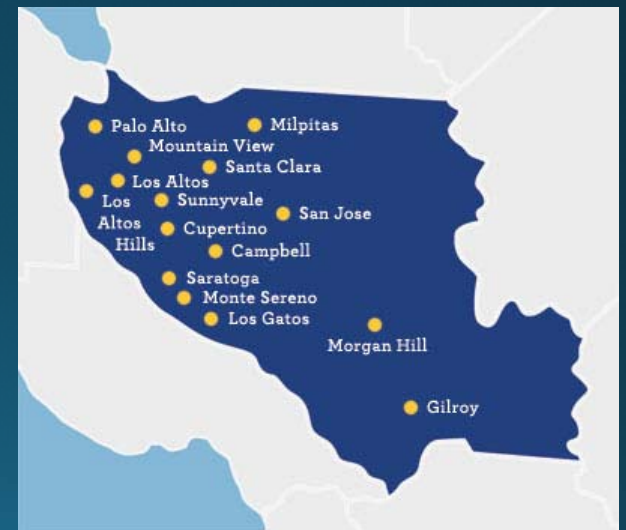 Palo Alto
Milpitas
Mountain View
Santa Clara
Los Altos
Los
Altos
Hills
Sunnyvale
San Jose
Cupertino
Campbell
Saratoga
Monte Sereno
Los Gatos
Morgan Hill
Gilroy